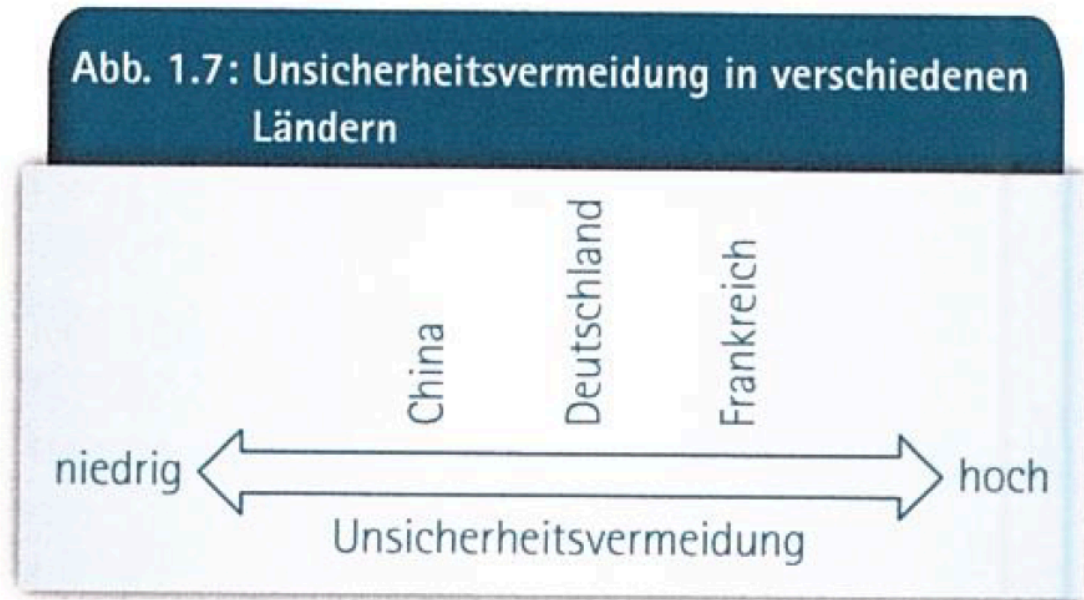 Abb. 1.7: Unsicherheitsvermeidung in verschiedenen
Ländern
China
Deutschland
Frankreich
niedrig
hoch
Unsicherheitsvermeidung